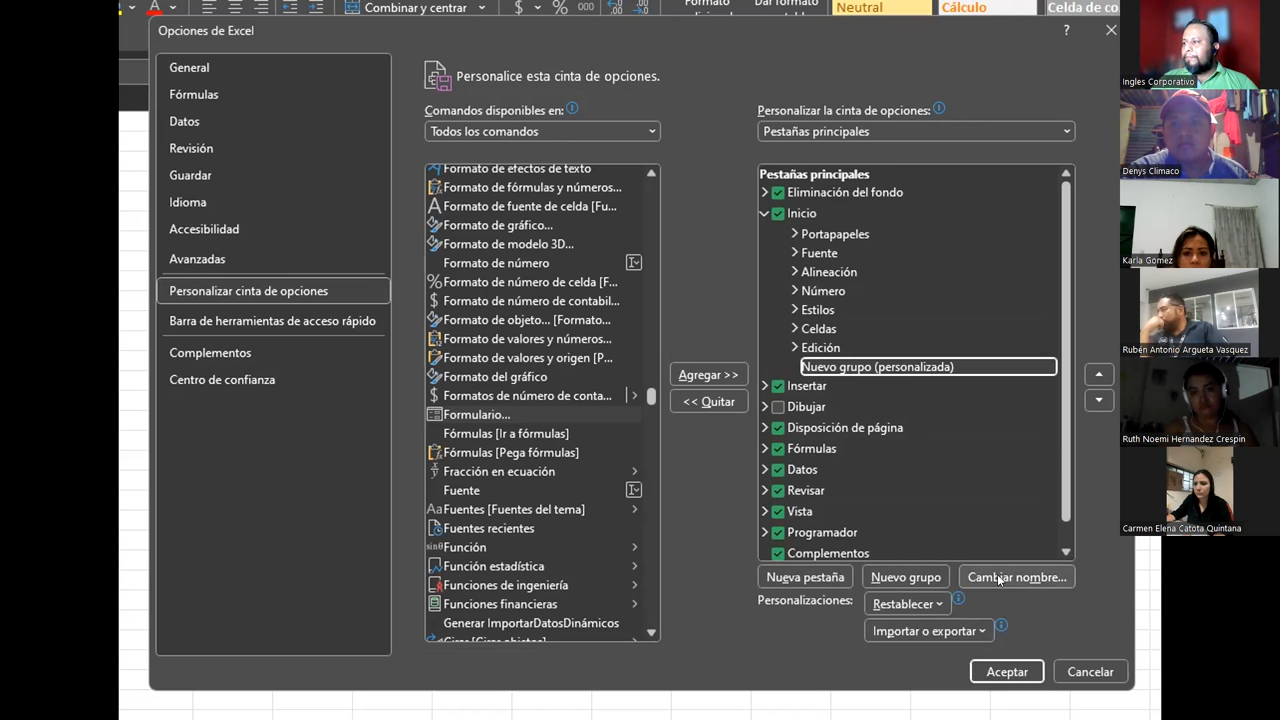 Combinar y centrar
$
%
000
Formato
Dar formato
Neutral
Cálculo
Celda de co
Opciones de Excel
?
General
Fórmulas
Datos
Revisión
Guardar
Idioma
Accesibilidad
Avanzadas
Personalizar cinta de opciones
Barra de herramientas de acceso rápido
Complementos
Centro de confianza
Personalice esta cinta de opciones.
Comandos disponibles en:
Todos los comandos
Formato de efectos de texto
Formato de fórmulas y números...
Formato de fuente de celda [Fu...
Formato de gráfico...
Formato de modelo 3D...
Formato de número
Formato de número de celda [F...
Formato de número de contabil...
Formato de objeto... [Formato...
Formato de valores y números...
Formato de valores y origen [P...
Formato del gráfico
Formatos de número de conta...
Formulario...
Fórmulas [Ir a fórmulas]
Fórmulas [Pega fórmulas]
Fracción en ecuación
Fuente
Fuentes [Fuentes del tema]
Fuentes recientes
Función
Función estadística
Funciones de ingeniería
Funciones financieras
Generar ImportarDatosDinámicos
Agregar >>
<< Quitar
Personalizar la cinta de opciones:
Pestañas principales
Pestañas principales
Eliminación del fondo
Inicio
Portapapeles
Fuente
Alineación
Número
Estilos
Celdas
Edición
Nuevo grupo (personalizada)
Insertar
Dibujar
Disposición de página
Fórmulas
Datos
Revisar
Vista
Programador
Complementos
Nueva pestaña
Nuevo grupo
Cambiar nombre...
Personalizaciones:
Restablecer
Importar o exportar
Aceptar
Cancelar
Ingles Corporativo
Denys Climaco
Karla Gomez
Rubén Antonio Argueta Vasquez
Ruth Noemi Hernandez Crespin
Carmen Elena Catota Quintana